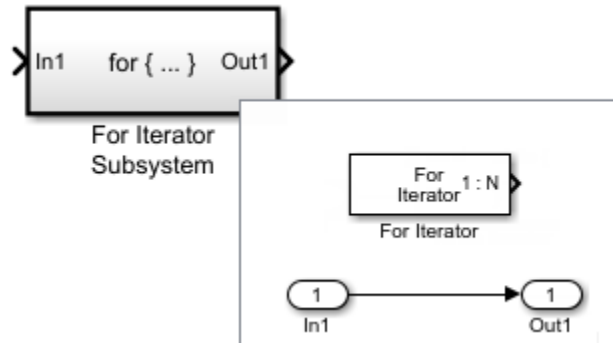 In1 for { ... } Out1
For Iterator
Subsystem
For
Iterator 1 : N
For Iterator
1 1
In1 Out1